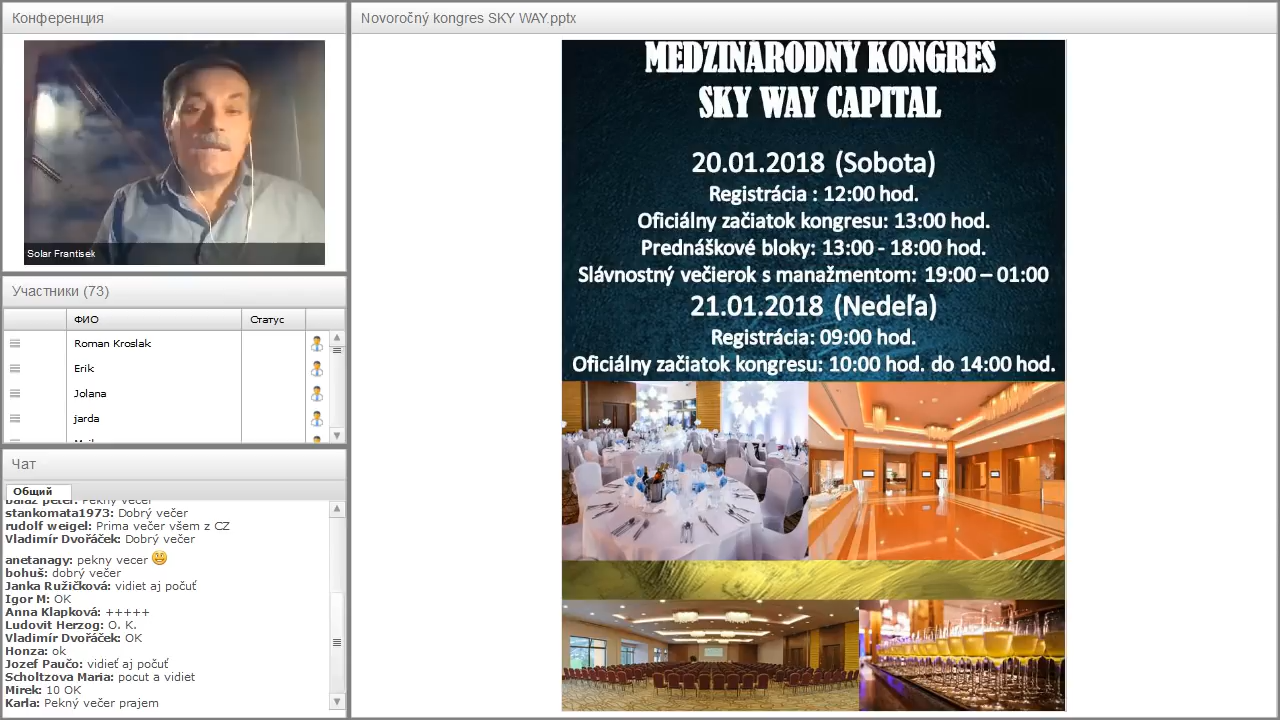 Конференция
Solar Frantisek
Участники (73)
ФИО
Статус
Erik
Jolana
jarda
Чат
Общий
balaz peter: Pekny večer
stankomata1973: Dobrý večer
rudolf weigel: Prima večer všem z CZ
Vladimír Dvořáček: Dobrý večer
anetanagy: pekny vecer
bohuš: dobrý večer
Janka Ružičková: vidiet aj počuť
Igor M: OK
Anna Klapková: +++++
Ludovít Herzog: O. K.
Vladimír Dvořáček: OK
Honza: ok
Jozef Paučo: vidieť aj počuť
Scholtzova Maria: pocut a vidiet
Mirek: 10 OK
Karla: Pekný večer prajem
Novoročný kongres SKY WAY.pptx
MEDZINÁRODNÝ KONGRES
SKY WAY CAPITAL
20.01.2018 (Sobota)
Registrácia : 12:00 hod.
Oficiálny začiatok kongresu: 13:00 hod.
Prednáškové bloky: 13:00 - 18:00 hod.
Slávnostný večierok s manažmentom: 19:00 – 01:00
21.01.2018 (Nedeľa)
Registrácia: 09:00 hod.
Oficiálny začiatok kongresu: 10:00 hod. do 14:00 hod.